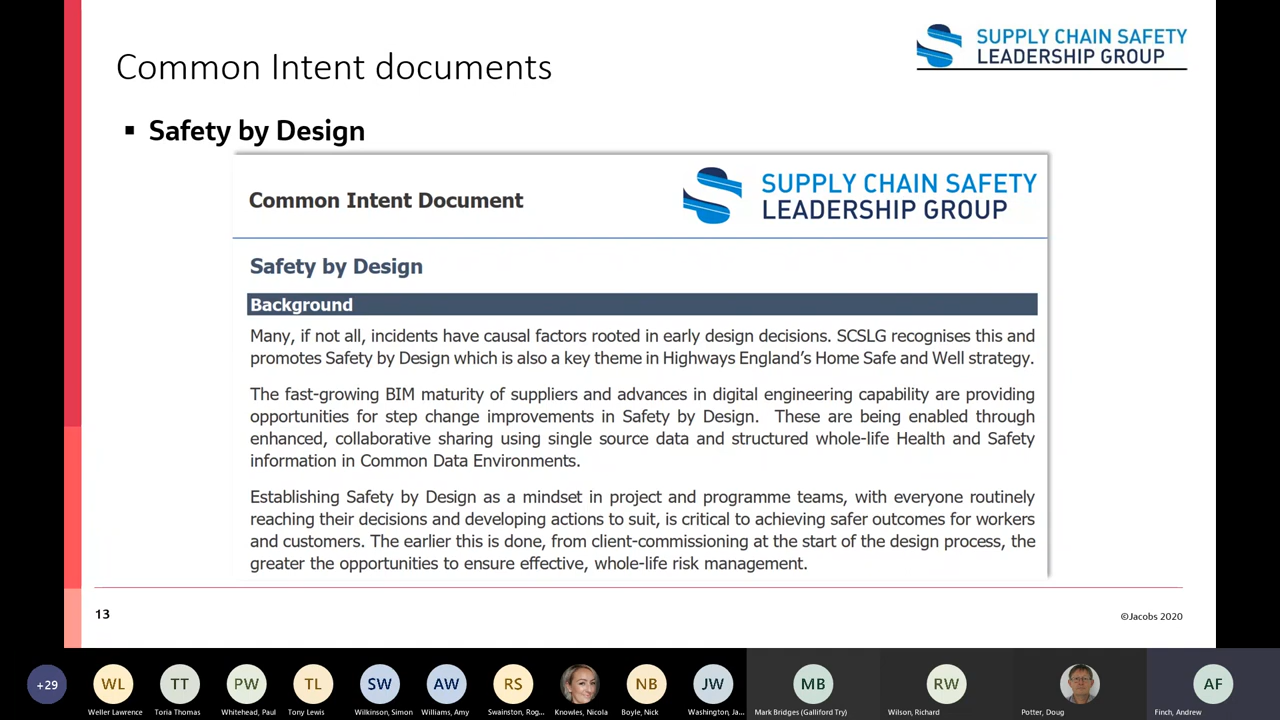 SUPPLY CHAIN SAFETY
LEADERSHIP GROUP
Common Intent documents
▪ Safety by Design
Common Intent Document
SUPPLY CHAIN SAFETY
LEADERSHIP GROUP
Safety by Design
Background
Many, if not all, incidents have causal factors rooted in early design decisions. SCSLG recognises this and
promotes Safety by Design which is also a key theme in Highways England's Home Safe and Well strategy.
The fast-growing BIM maturity of suppliers and advances in digital engineering capability are providing
opportunities for step change improvements in Safety by Design. These are being enabled through
enhanced, collaborative sharing using single source data and structured whole-life Health and Safety
information in Common Data Environments.
Establishing Safety by Design as a mindset in project and programme teams, with everyone routinely
reaching their decisions and developing actions to suit, is critical to achieving safer outcomes for workers
and customers. The earlier this is done, from client-commissioning at the start of the design process, the
greater the opportunities to ensure effective, whole-life risk management.
13
©Jacobs 2020
+29 WL TT PW TL SW AW RS NB JW MB RW AF
Weller Lawrence Toria Thomas Whitehead, Paul Tony Lewis Wilkinson, Simon Williams, Amy Swainston, Rog... Knowles, Nicola Boyle, Nick Washington, Ja... Mark Bridges (Galliford Try) Wilson, Richard Potter, Doug Finch, Andrew